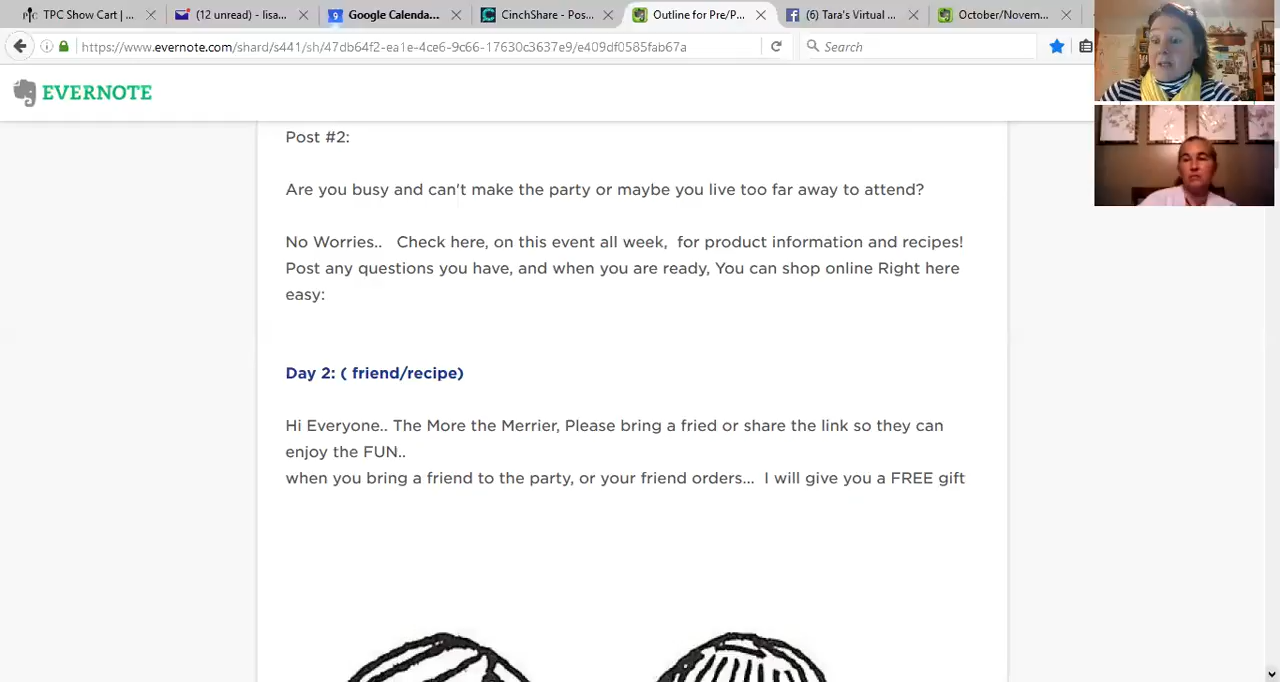 TPC Show Cart | ...
(12 unread) - lisa...
9 Google Calenda...
CinchShare - Pos...
Outline for Pre/P...
(6) Tara's Virtual ...
October/Novem...
https://www.evernote.com/shard/s441/sh/47db64f2-ea1e-4ce6-9c66-17630c3637e9/e409df0585fab67a
Search
EVERNOTE
Post #2:
Are you busy and can't make the party or maybe you live too far away to attend?
No Worries.. Check here, on this event all week, for product information and recipes!
Post any questions you have, and when you are ready, You can shop online Right here
easy:
Day 2: ( friend/recipe)
Hi Everyone.. The More the Merrier, Please bring a fried or share the link so they can
enjoy the FUN..
when you bring a friend to the party, or your friend orders... I will give you a FREE gift